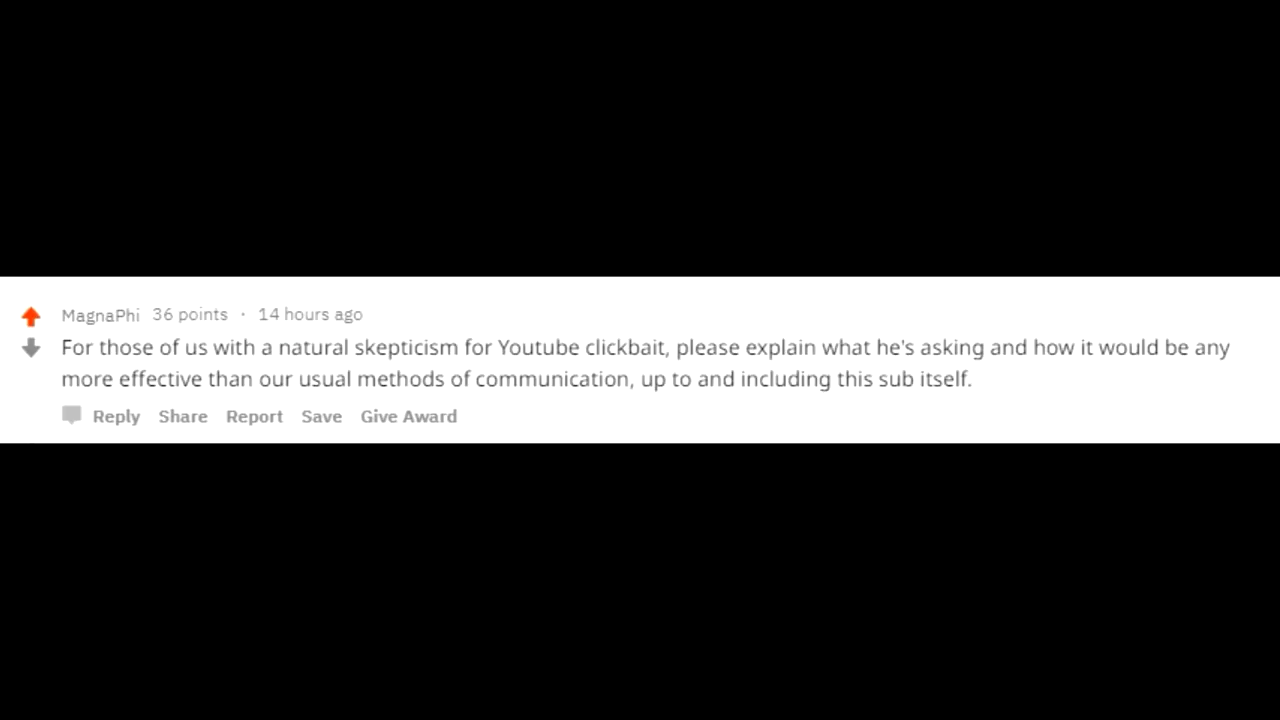 MagnaPhi 36 points · 14 hours ago
For those of us with a natural skepticism for Youtube clickbait, please explain what he's asking and how it would be any
more effective than our usual methods of communication, up to and including this sub itself.
Reply Share Report Save Give Award